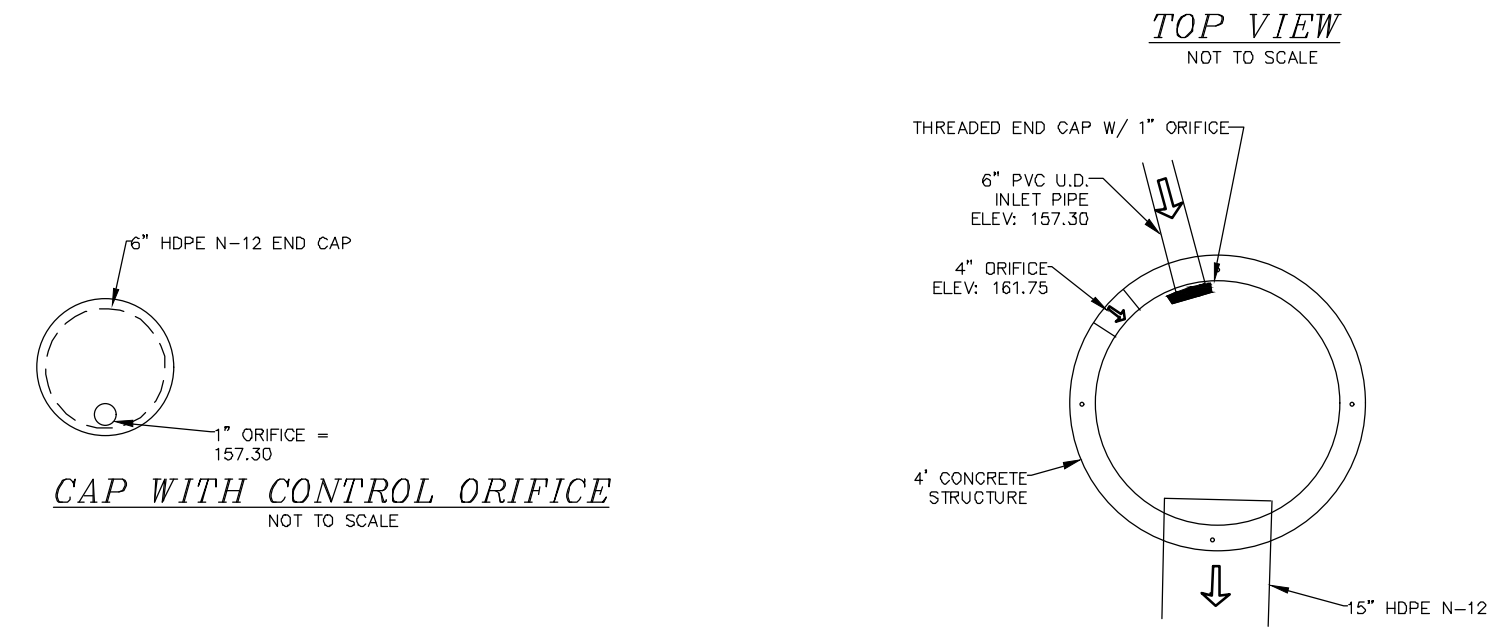 TOP VIEW
NOT TO SCALE
THREADED END CAP W/ 1" ORIFICE
6" PVC U.D.
INLET PIPE
ELEV: 157.30
4" ORIFICE
ELEV: 161.75
4' CONCRETE
STRUCTURE
15" HDPE N-12
6" HDPE N-12 END CAP
1" ORIFICE =
157.30
CAP WITH CONTROL ORIFICE
NOT TO SCALE